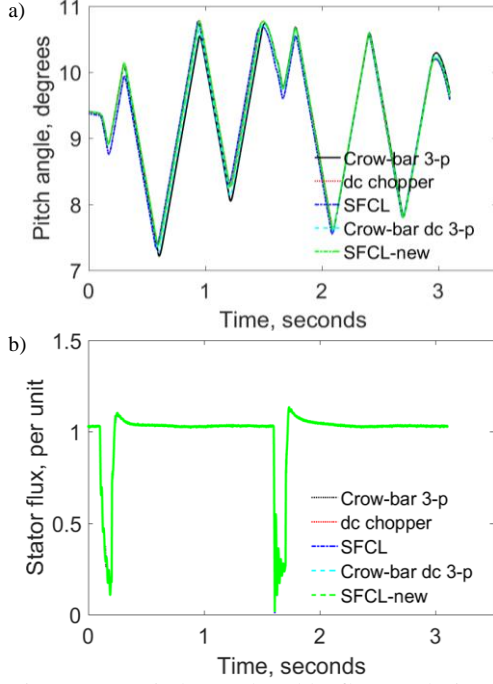 a)
11
10
9
8
7
Pitch angle, degrees
Crow-bar 3-p
dc chopper
SFCL
Crow-bar dc 3-p
SFCL-new
0 1 2 3
Time, seconds
b)
1.5
1
0.5
0
Stator flux, per unit
Crow-bar 3-p
dc chopper
SFCL
Crow-bar dc 3-p
SFCL-new
0 1 2 3
Time, seconds